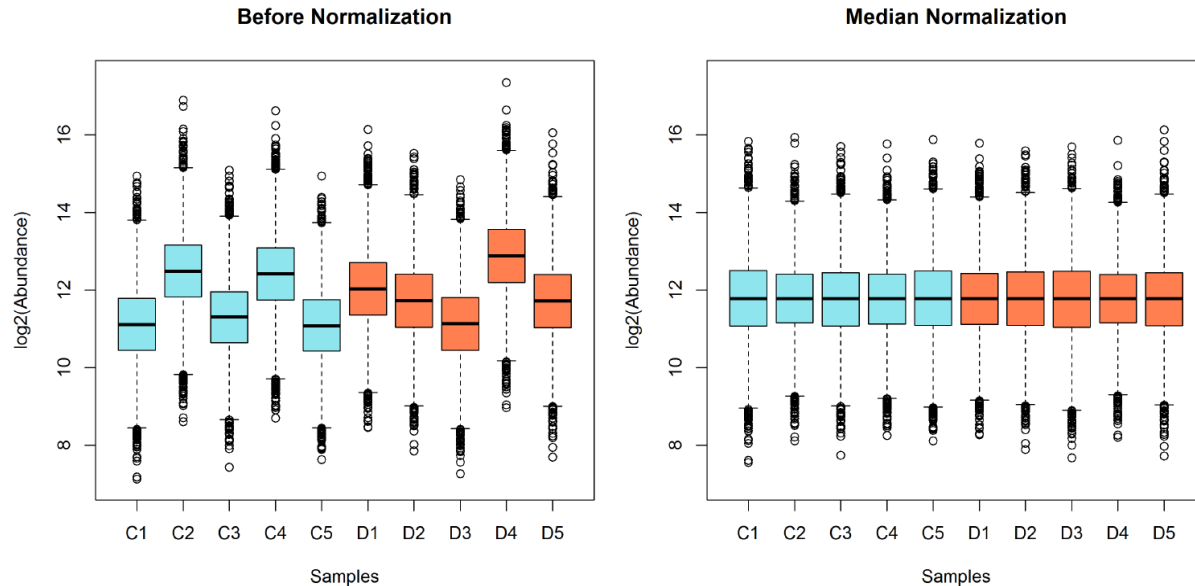 Before Normalization
log2(Abundance)
16
14
12
10
8
C1 C2 C3 C4 C5 D1 D2 D3 D4 D5
Samples
Median Normalization
log2(Abundance)
16
14
12
10
8
C1 C2 C3 C4 C5 D1 D2 D3 D4 D5
Samples